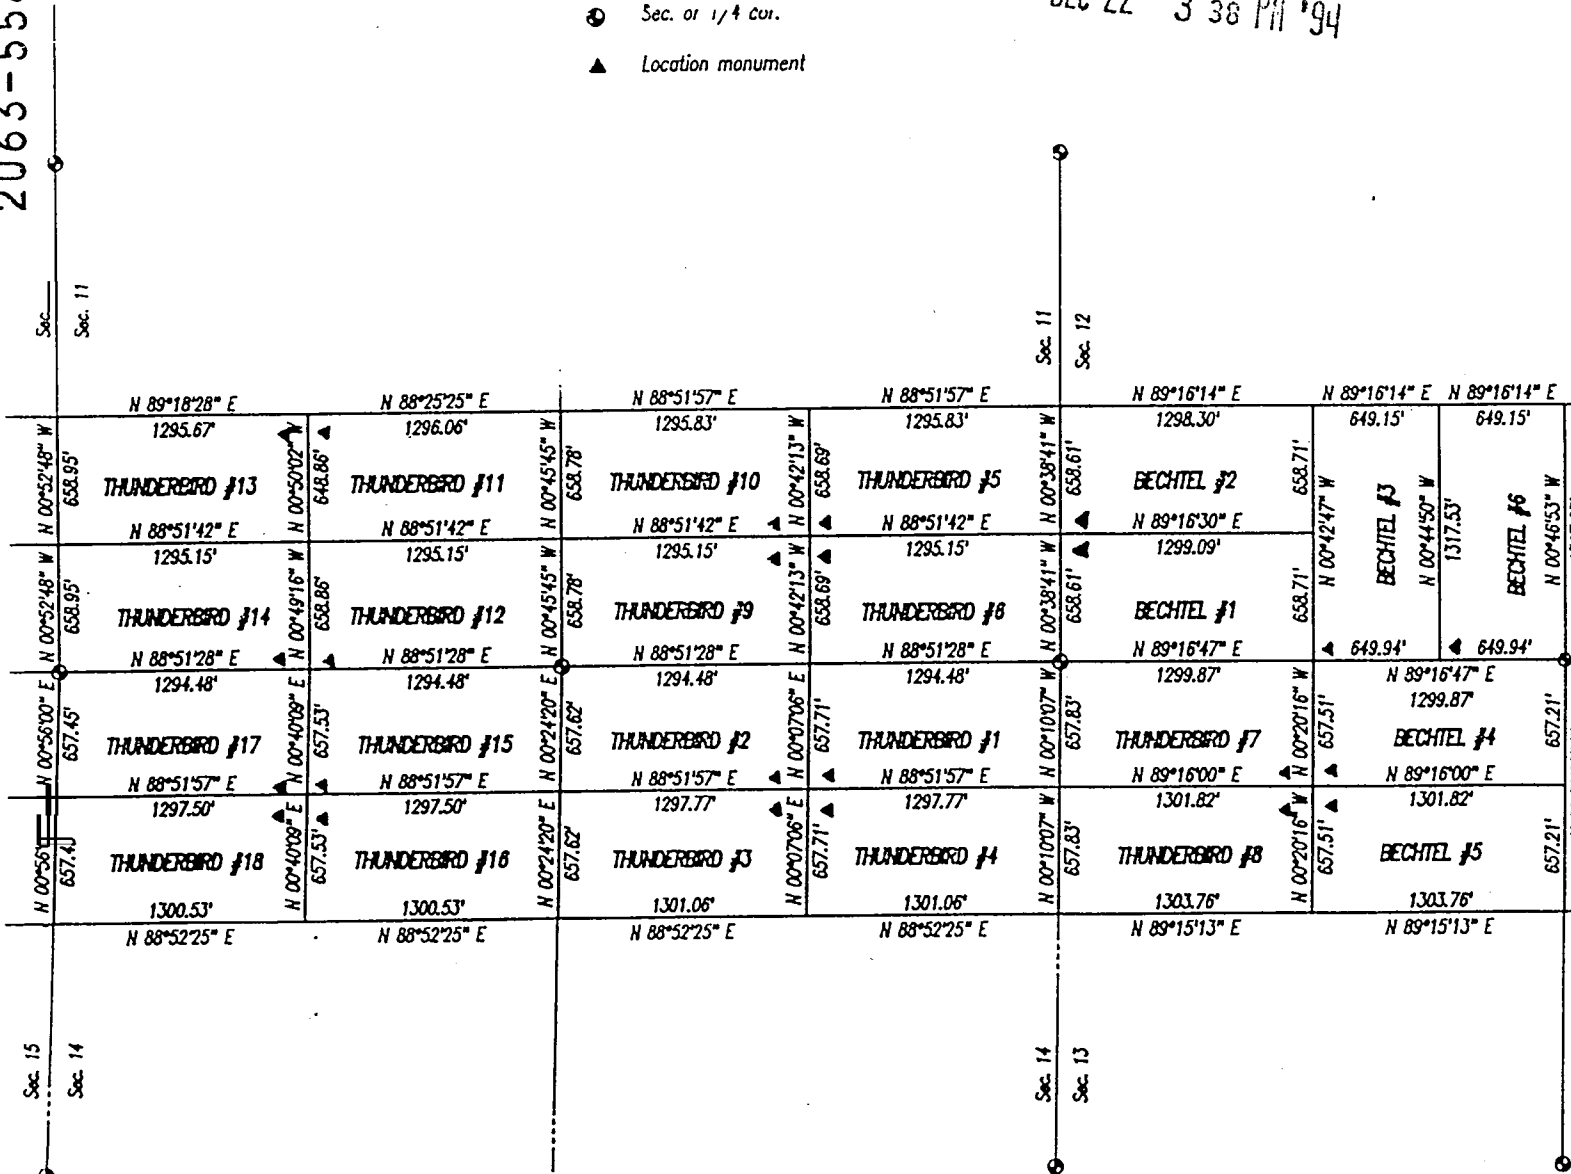 2063-55
Sec. or 1/4 cor.
DEC 22 3 38 PM '94
Location monument
Sec.
Sec. 11
Sec. 11
Sec. 12
N 89°18'28" E N 88°25'25" E N 88°51'57" E N 88°51'57" E N 89°16'14" E N 89°16'14" E N 89°16'14" E
1295.67' 1296.06' 1295.83' 1295.83' 1298.30' 649.15' 649.15'
N 00°52'48" W 658.95' N 00°50'02" W 648.86' N 00°45'45" W 658.78' N 00°42'13" W 658.69' N 00°38'41" W 658.61' 658.71'
THUNDERBIRD #13 THUNDERBIRD #11 THUNDERBIRD #10 THUNDERBIRD #5 BECHTEL #2
N 00°42'47" W BECHTEL #3 N 00°44'50" W 1317.53' BECHTEL #6 N 00°46'53" W
N 88°51'42" E N 88°51'42" E N 88°51'42" E N 88°51'42" E N 89°16'30" E
1295.15' 1295.15' 1295.15' 1295.15' 1299.09'
N 00°52'48" W 658.95' N 00°49'16" W 658.86' N 00°45'45" W 658.78' N 00°42'13" W 658.69' N 00°38'41" W 658.61' 658.71'
THUNDERBIRD #14 THUNDERBIRD #12 THUNDERBIRD #9 THUNDERBIRD #6 BECHTEL #1
N 88°51'28" E N 88°51'28" E N 88°51'28" E N 88°51'28" E N 89°16'47" E 649.94' 649.94'
1294.48' 1294.48' 1294.48' 1294.48' 1299.87' N 89°16'47" E
1299.87'
N 00°56'00" E 657.45' N 00°40'09" E 657.53' N 00°24'20" E 657.62' N 00°07'06" E 657.71' N 00°10'07" W 657.83' N 00°20'16" W 657.51' 657.21'
THUNDERBIRD #17 THUNDERBIRD #15 THUNDERBIRD #2 THUNDERBIRD #1 THUNDERBIRD #7 BECHTEL #4
N 88°51'57" E N 88°51'57" E N 88°51'57" E N 88°51'57" E N 89°16'00" E N 89°16'00" E
1297.50' 1297.50' 1297.77' 1297.77' 1301.82' 1301.82'
N 00°56' 657.4 N 00°40'09" E 657.53' N 00°24'20" E 657.62' N 00°07'06" E 657.71' N 00°10'07" W 657.83' N 00°20'16" W 657.51' 657.21'
THUNDERBIRD #18 THUNDERBIRD #16 THUNDERBIRD #3 THUNDERBIRD #4 THUNDERBIRD #8 BECHTEL #5
1300.53' 1300.53' 1301.06' 1301.06' 1303.76' 1303.76'
N 88°52'25" E N 88°52'25" E N 88°52'25" E N 88°52'25" E N 89°15'13" E N 89°15'13" E
Sec. 15
Sec. 14
Sec. 14
Sec. 13